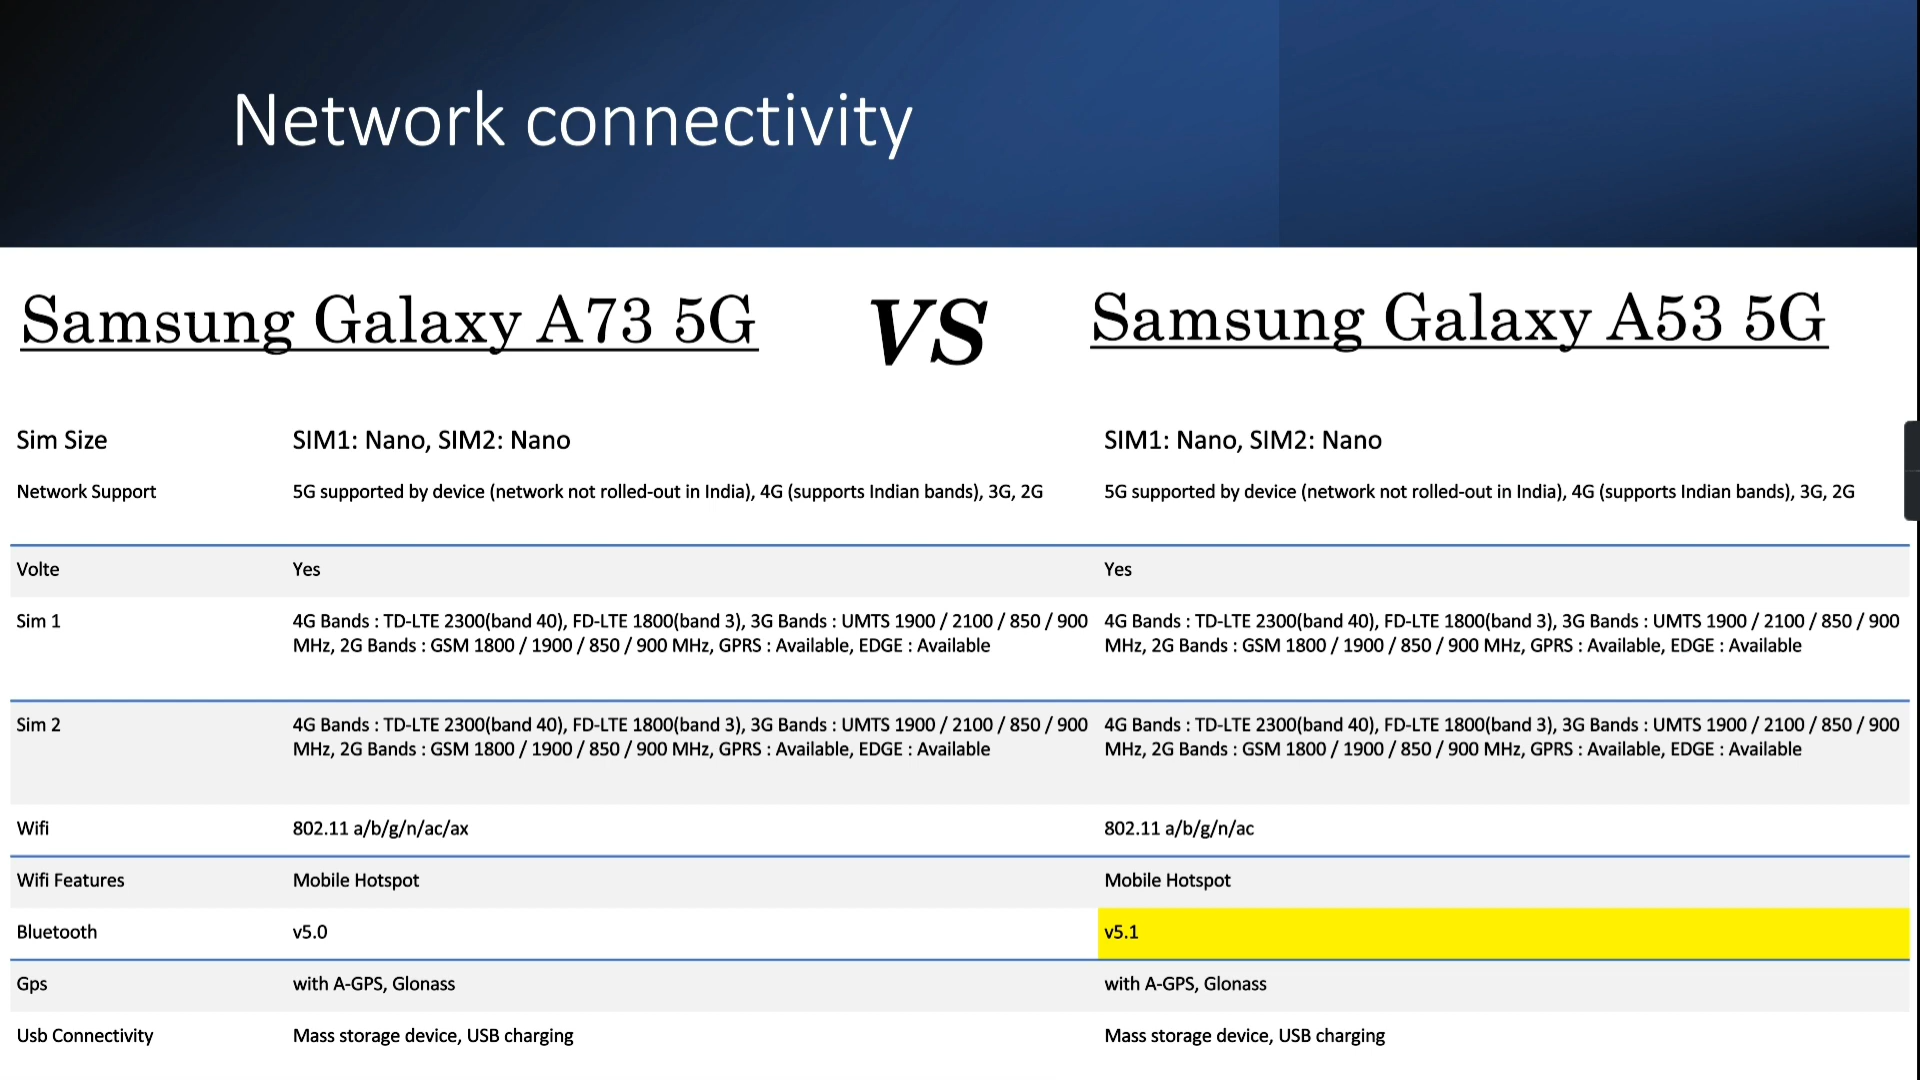 Network connectivity
Samsung Galaxy A73 5G VS Samsung Galaxy A53 5G
Sim Size SIM1: Nano, SIM2: Nano SIM1: Nano, SIM2: Nano
Network Support 5G supported by device (network not rolled-out in India), 4G (supports Indian bands), 3G, 2G 5G supported by device (network not rolled-out in India), 4G (supports Indian bands), 3G, 2G
Volte Yes Yes
Sim 1 4G Bands : TD-LTE 2300(band 40), FD-LTE 1800(band 3), 3G Bands : UMTS 1900 / 2100 / 850 / 900 4G Bands : TD-LTE 2300(band 40), FD-LTE 1800(band 3), 3G Bands : UMTS 1900 / 2100 / 850 / 900
MHz, 2G Bands : GSM 1800 / 1900 / 850 / 900 MHz, GPRS : Available, EDGE : Available MHz, 2G Bands : GSM 1800 / 1900 / 850 / 900 MHz, GPRS : Available, EDGE : Available
Sim 2 4G Bands : TD-LTE 2300(band 40), FD-LTE 1800(band 3), 3G Bands : UMTS 1900 / 2100 / 850 / 900 4G Bands : TD-LTE 2300(band 40), FD-LTE 1800(band 3), 3G Bands : UMTS 1900 / 2100 / 850 / 900
MHz, 2G Bands : GSM 1800 / 1900 / 850 / 900 MHz, GPRS : Available, EDGE : Available MHz, 2G Bands : GSM 1800 / 1900 / 850 / 900 MHz, GPRS : Available, EDGE : Available
Wifi 802.11 a/b/g/n/ac/ax 802.11 a/b/g/n/ac
Wifi Features Mobile Hotspot Mobile Hotspot
Bluetooth v5.0 v5.1
Gps with A-GPS, Glonass with A-GPS, Glonass
Usb Connectivity Mass storage device, USB charging Mass storage device, USB charging